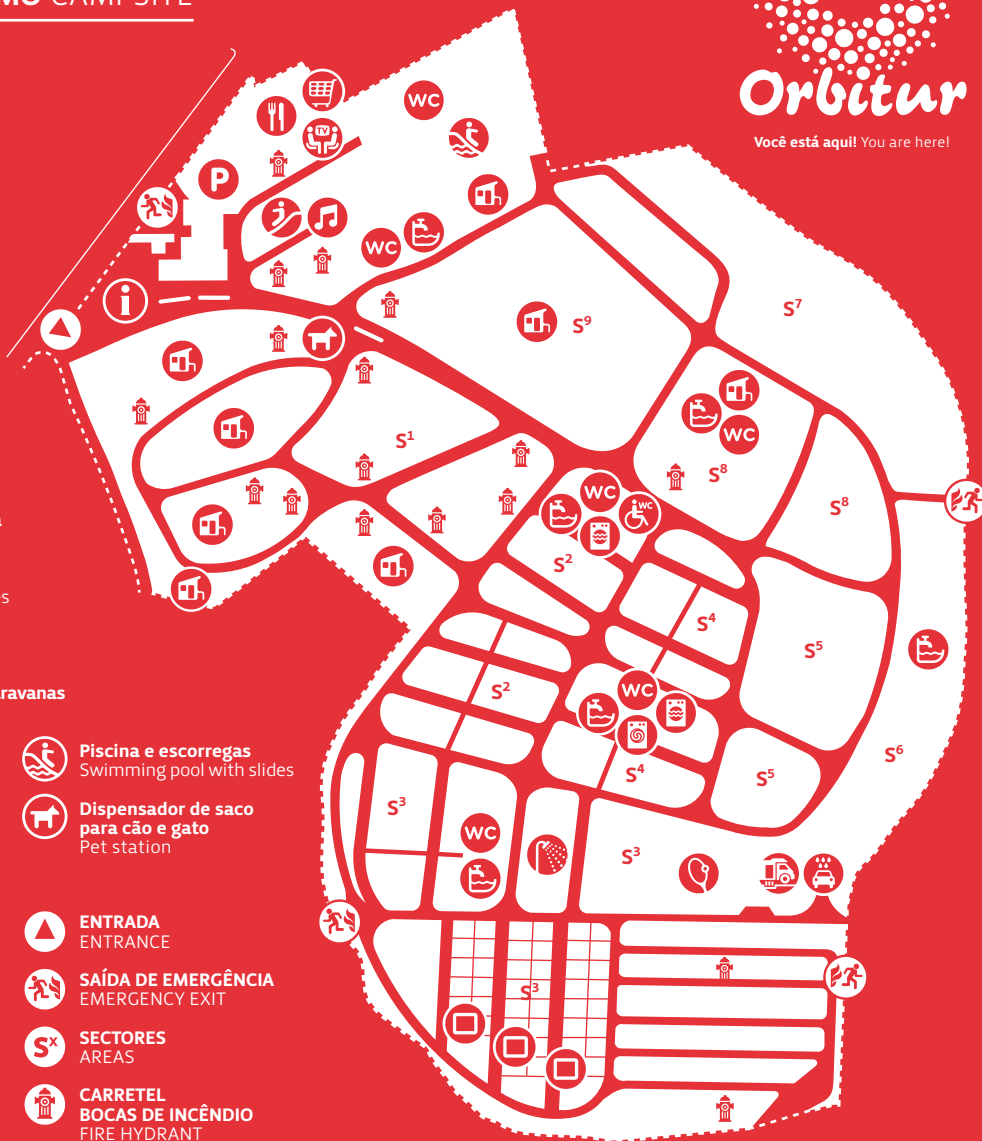 CAMPSITE
Orbitur
Você está aqui! You are here!
WC
TV
P
WC
i
S⁷
S⁹
S¹
WC
S⁸
S⁸
WC
WC
S²
S⁴
S⁵
S²
WC
S⁶
S⁴
S⁵
S³
WC
S³
S³
aravanas
Piscina e escorregas
Swimming pool with slides
Dispensador de saco
para cão e gato
Pet station
ENTRADA
ENTRANCE
SAÍDA DE EMERGÊNCIA
EMERGENCY EXIT
Sˣ
SECTORES
AREAS
CARRETEL
BOCAS DE INCÊNDIO
FIRE HYDRANT